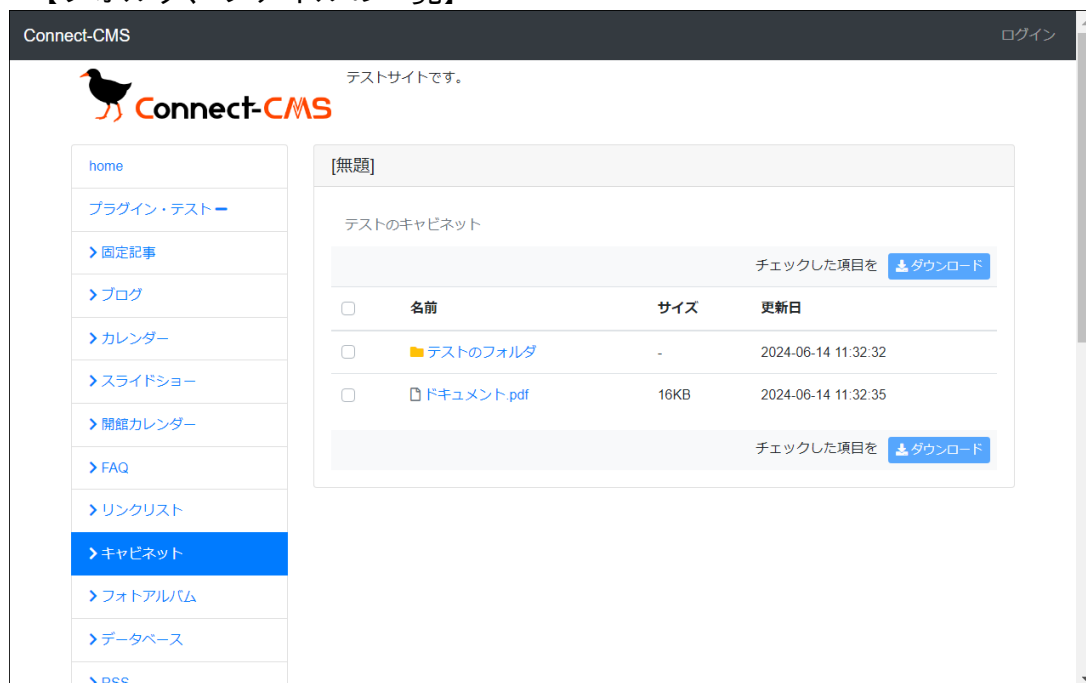 Connect-CMS
ログイン
Connect-CMS
テストサイトです。
home
プラグイン・テスト
固定記事
ブログ
カレンダー
スライドショー
開館カレンダー
FAQ
リンクリスト
キャビネット
フォトアルバム
データベース
RSS
[無題]
テストのキャビネット
チェックした項目を ダウンロード
名前 サイズ 更新日
テストのフォルダ - 2024-06-14 11:32:32
ドキュメント.pdf 16KB 2024-06-14 11:32:35
チェックした項目を ダウンロード